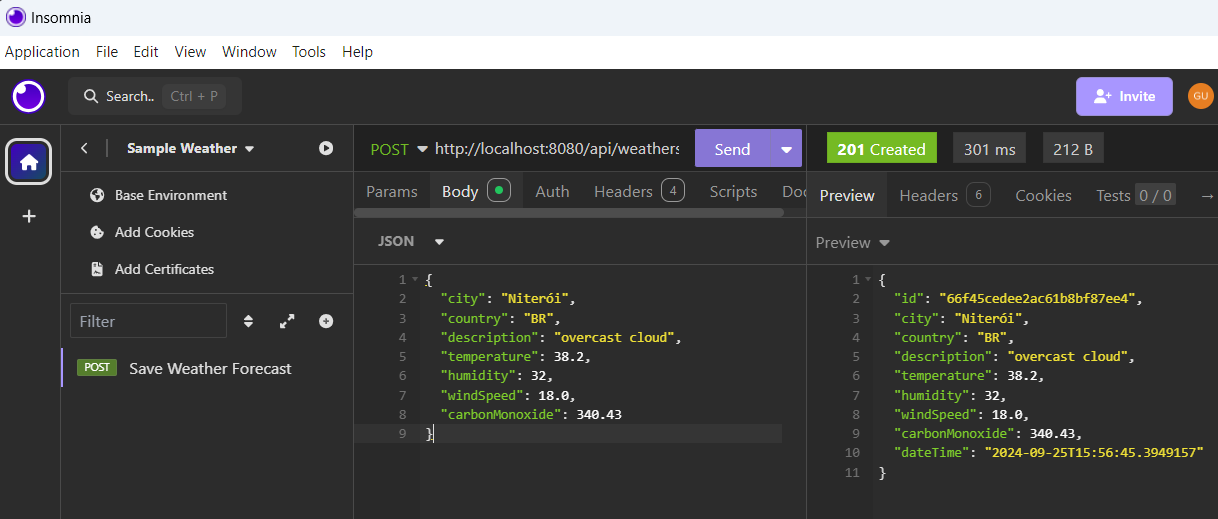 Insomnia
Application File Edit View Window Tools Help
Search.. Ctrl + P
Invite
GU
Sample Weather
Base Environment
Add Cookies
Add Certificates
Filter
POST Save Weather Forecast
POST http://localhost:8080/api/weathers Send
Params Body Auth Headers 4 Scripts Doc
JSON
1 {
2 "city": "Niterói",
3 "country": "BR",
4 "description": "overcast cloud",
5 "temperature": 38.2,
6 "humidity": 32,
7 "windSpeed": 18.0,
8 "carbonMonoxide": 340.43
9 }
201 Created 301 ms 212 B
Preview Headers 6 Cookies Tests 0 / 0 →
Preview
1 {
2 "id": "66f45cedee2ac61b8bf87ee4",
3 "city": "Niterói",
4 "country": "BR",
5 "description": "overcast cloud",
6 "temperature": 38.2,
7 "humidity": 32,
8 "windSpeed": 18.0,
9 "carbonMonoxide": 340.43,
10 "dateTime": "2024-09-25T15:56:45.3949157"
11 }